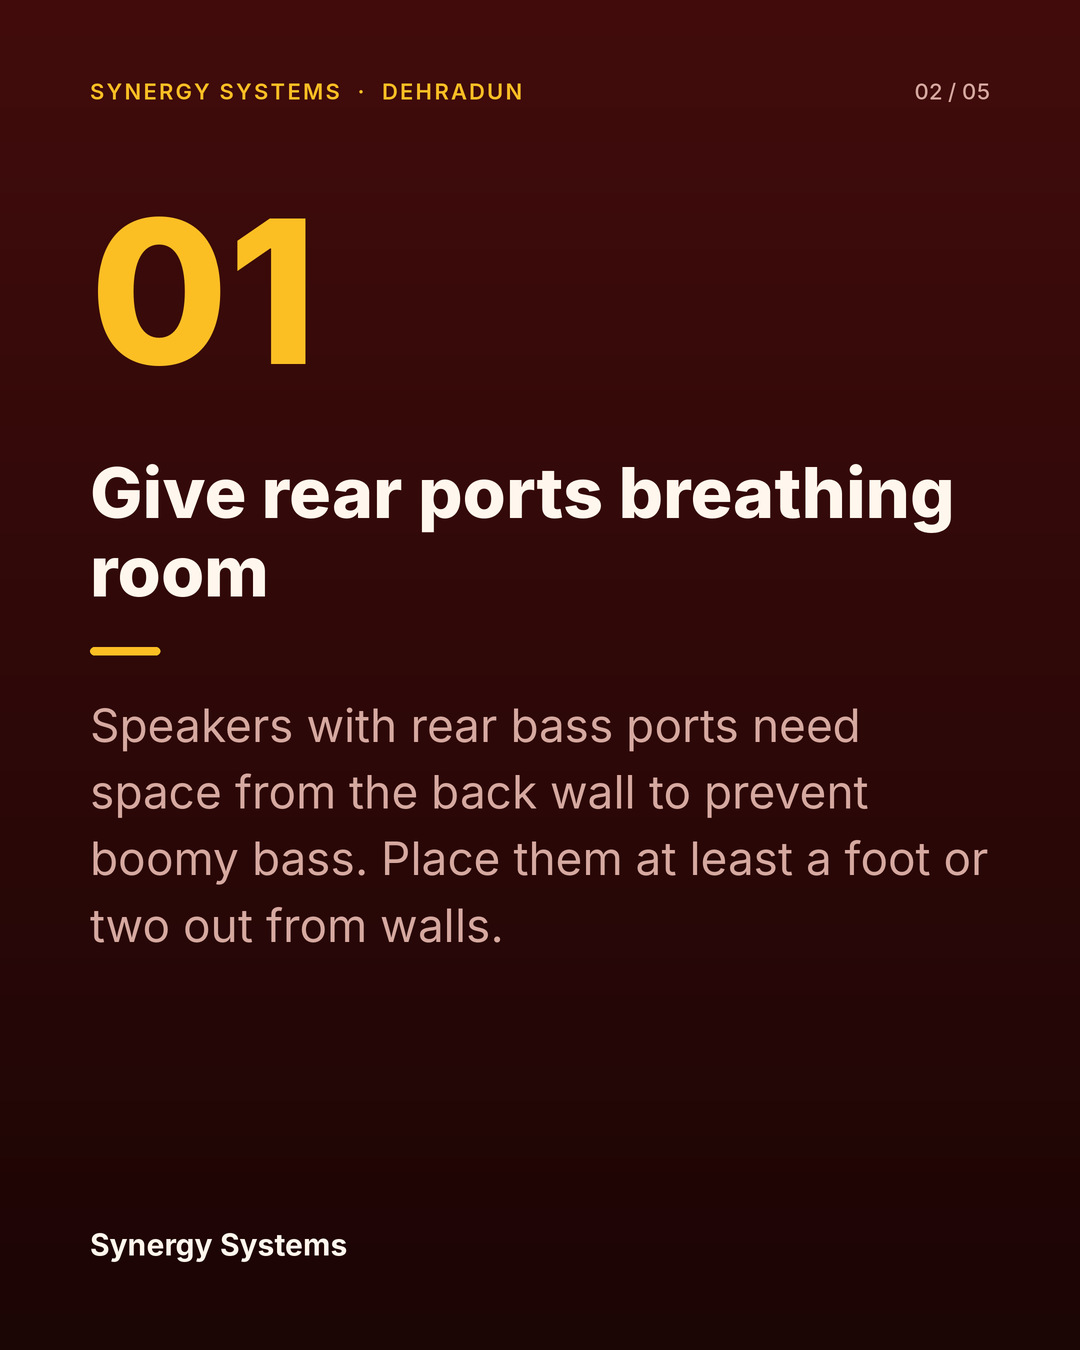 SYNERGY SYSTEMS · DEHRADUN
02 / 05
01
Give rear ports breathing
room
Speakers with rear bass ports need
space from the back wall to prevent
boomy bass. Place them at least a foot or
two out from walls.
Synergy Systems